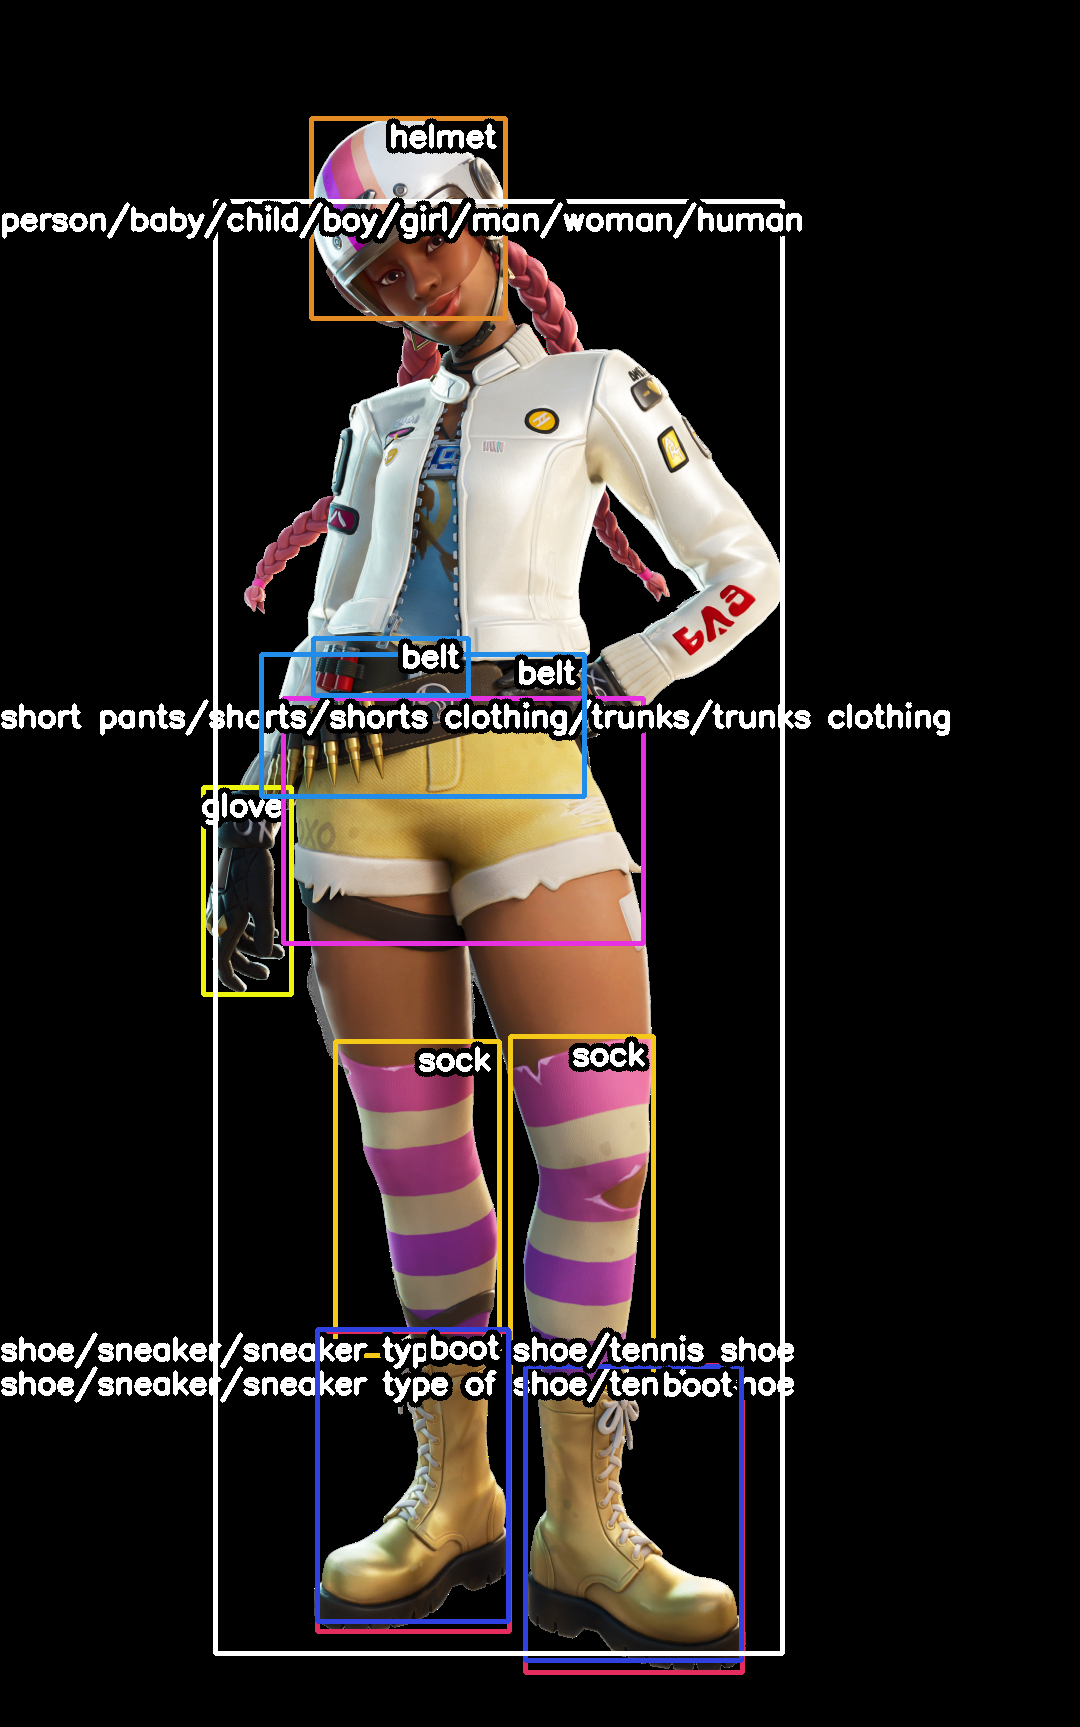 helmet
person/baby/child/boy/girl/man/woman/human
belt
belt
short pants/shorts/shorts clothing/trunks/trunks clothing
glove
XO
sock
sock
shoe/sneaker/sneaker typ boot shoe/tennis shoe
shoe/sneaker/sneaker type of shoe/ten boot hoe